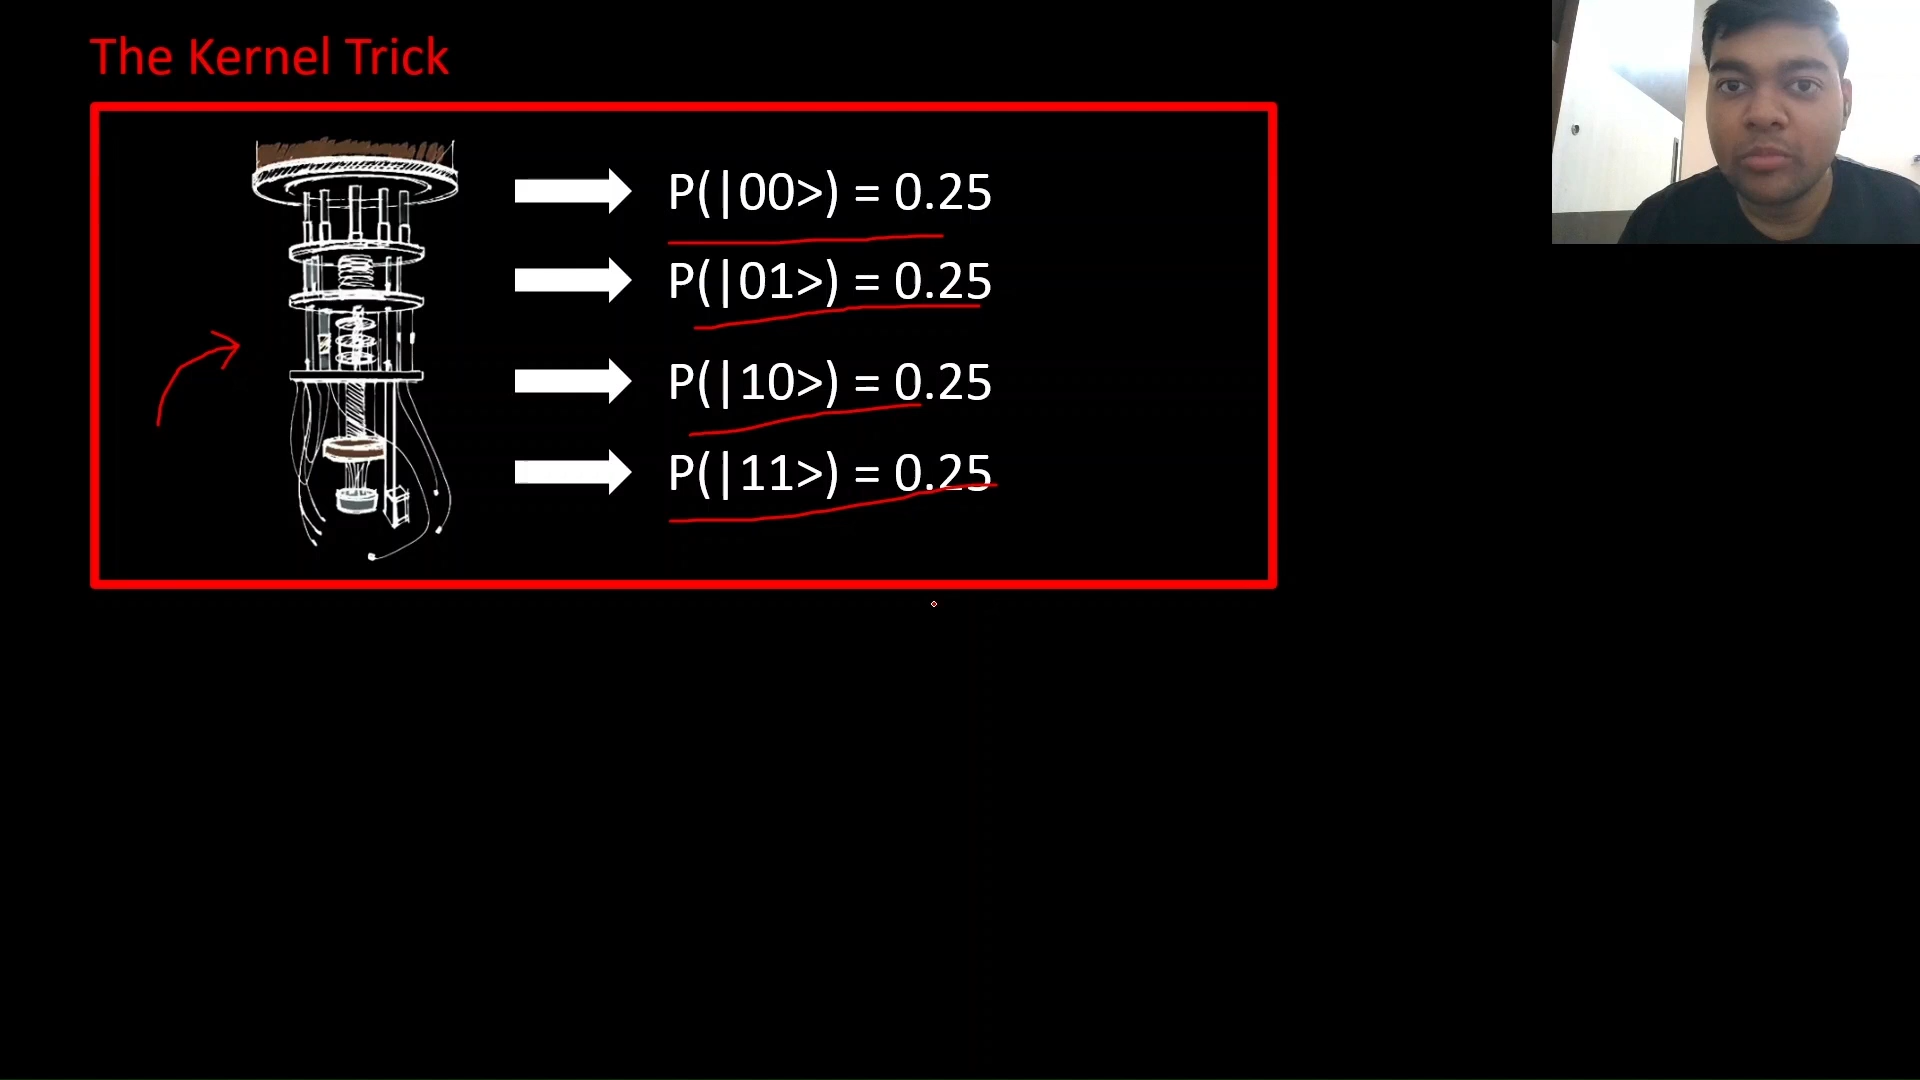 The Kernel Trick
P(|00>) = 0.25
P(|01>) = 0.25
P(|10>) = 0.25
P(|11>) = 0.25